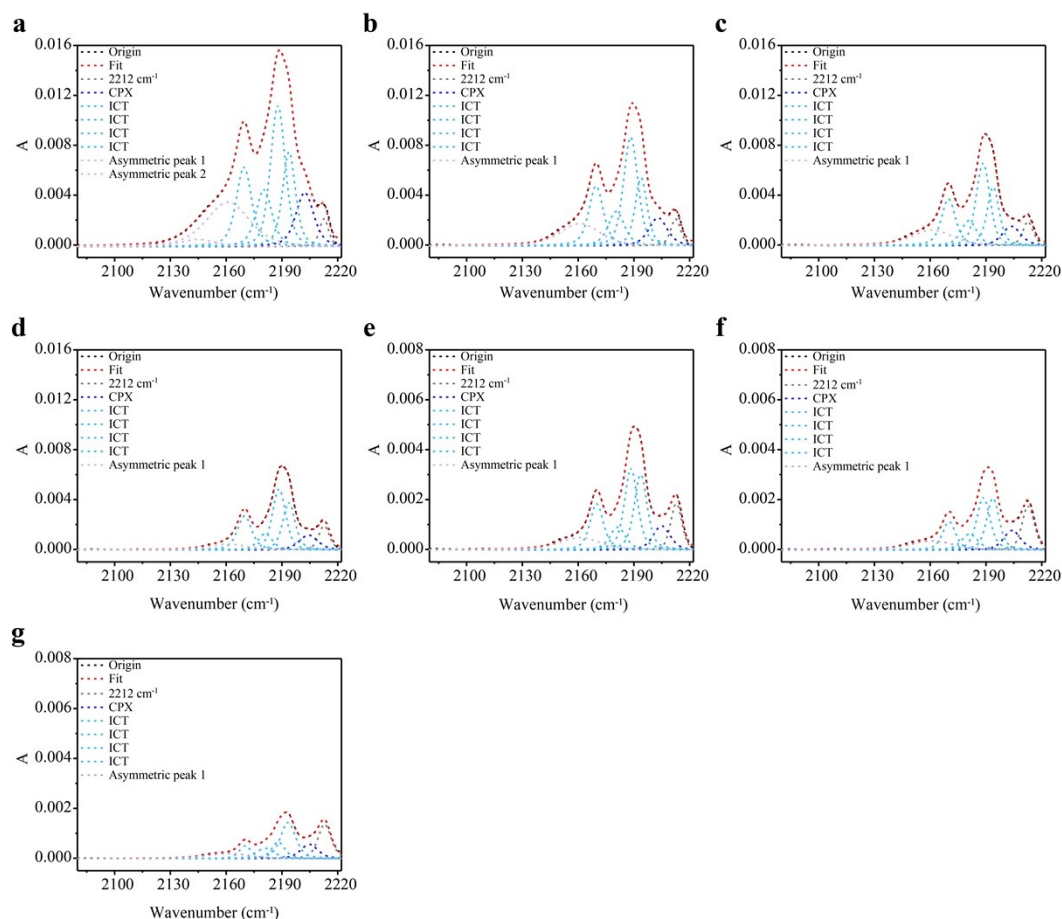 a
0.016
0.012
0.008
0.004
0.000
A
Origin
Fit
2212 cm⁻¹
CPX
ICT
ICT
ICT
ICT
Asymmetric peak 1
Asymmetric peak 2
2100 2130 2160 2190 2220
Wavenumber (cm⁻¹)
b
0.016
0.012
0.008
0.004
0.000
A
Origin
Fit
2212 cm⁻¹
CPX
ICT
ICT
ICT
ICT
Asymmetric peak 1
2100 2130 2160 2190 2220
Wavenumber (cm⁻¹)
c
0.016
0.012
0.008
0.004
0.000
A
Origin
Fit
2212 cm⁻¹
CPX
ICT
ICT
ICT
ICT
Asymmetric peak 1
2100 2130 2160 2190 2220
Wavenumber (cm⁻¹)
d
0.016
0.012
0.008
0.004
0.000
A
Origin
Fit
2212 cm⁻¹
CPX
ICT
ICT
ICT
ICT
Asymmetric peak 1
2100 2130 2160 2190 2220
Wavenumber (cm⁻¹)
e
0.008
0.006
0.004
0.002
0.000
A
Origin
Fit
2212 cm⁻¹
CPX
ICT
ICT
ICT
ICT
Asymmetric peak 1
2100 2130 2160 2190 2220
Wavenumber (cm⁻¹)
f
0.008
0.006
0.004
0.002
0.000
A
Origin
Fit
2212 cm⁻¹
CPX
ICT
ICT
ICT
ICT
Asymmetric peak 1
2100 2130 2160 2190 2220
Wavenumber (cm⁻¹)
g
0.008
0.006
0.004
0.002
0.000
A
Origin
Fit
2212 cm⁻¹
CPX
ICT
ICT
ICT
ICT
Asymmetric peak 1
2100 2130 2160 2190 2220
Wavenumber (cm⁻¹)